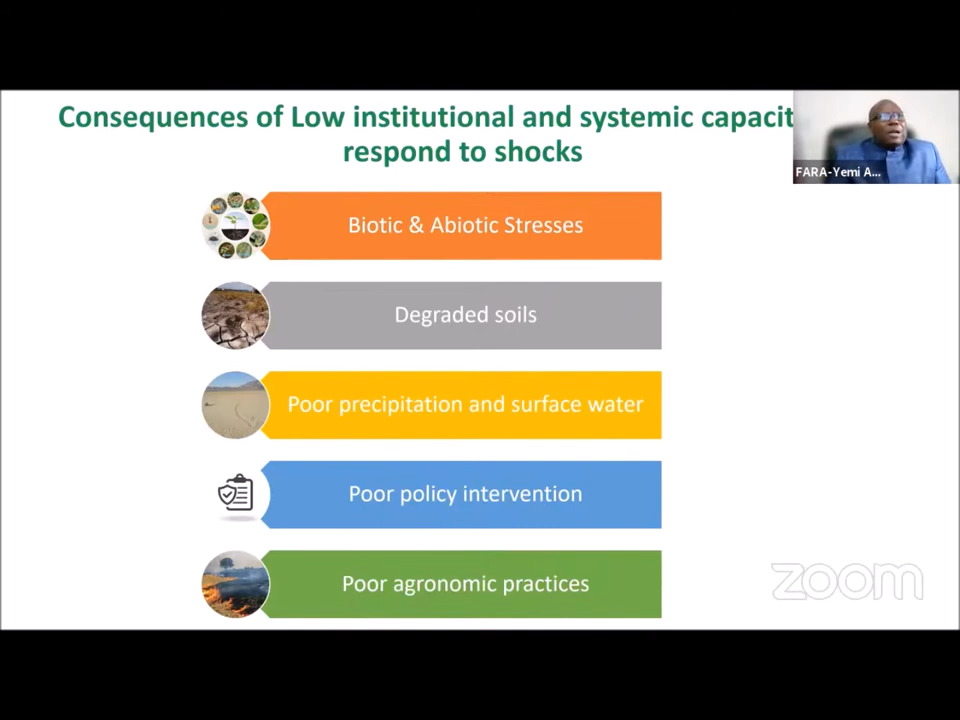 Consequences of Low institutional and systemic capacit
respond to shocks
FARA-Yemi A...
Biotic & Abiotic Stresses
Degraded soils
Poor precipitation and surface water
Poor policy intervention
Poor agronomic practices
zoom